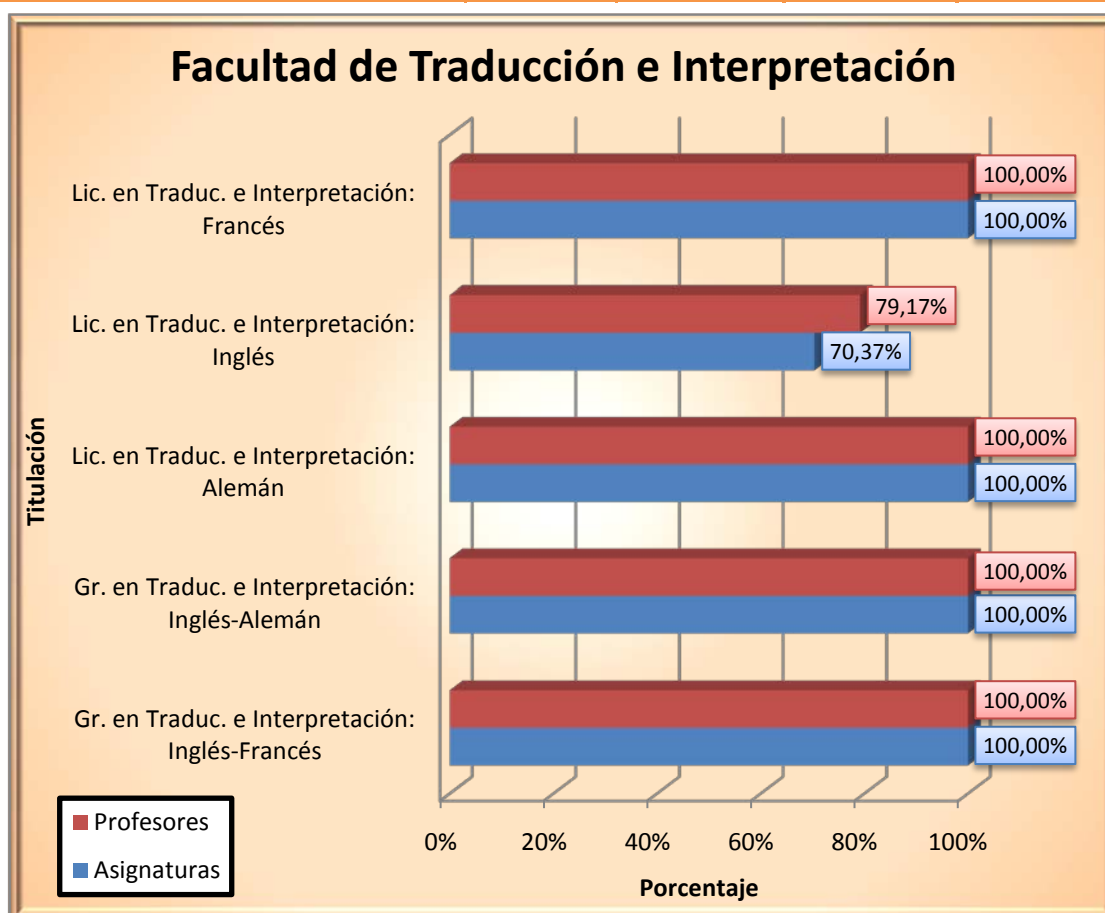 Facultad de Traducción e Interpretación
Lic. en Traduc. e Interpretación:
Francés
100,00%
100,00%
Lic. en Traduc. e Interpretación:
Inglés
79,17%
70,37%
Lic. en Traduc. e Interpretación:
Alemán
100,00%
100,00%
Gr. en Traduc. e Interpretación:
Inglés-Alemán
100,00%
100,00%
Gr. en Traduc. e Interpretación:
Inglés-Francés
100,00%
100,00%
Titulación
0% 20% 40% 60% 80% 100%
Porcentaje
Profesores
Asignaturas